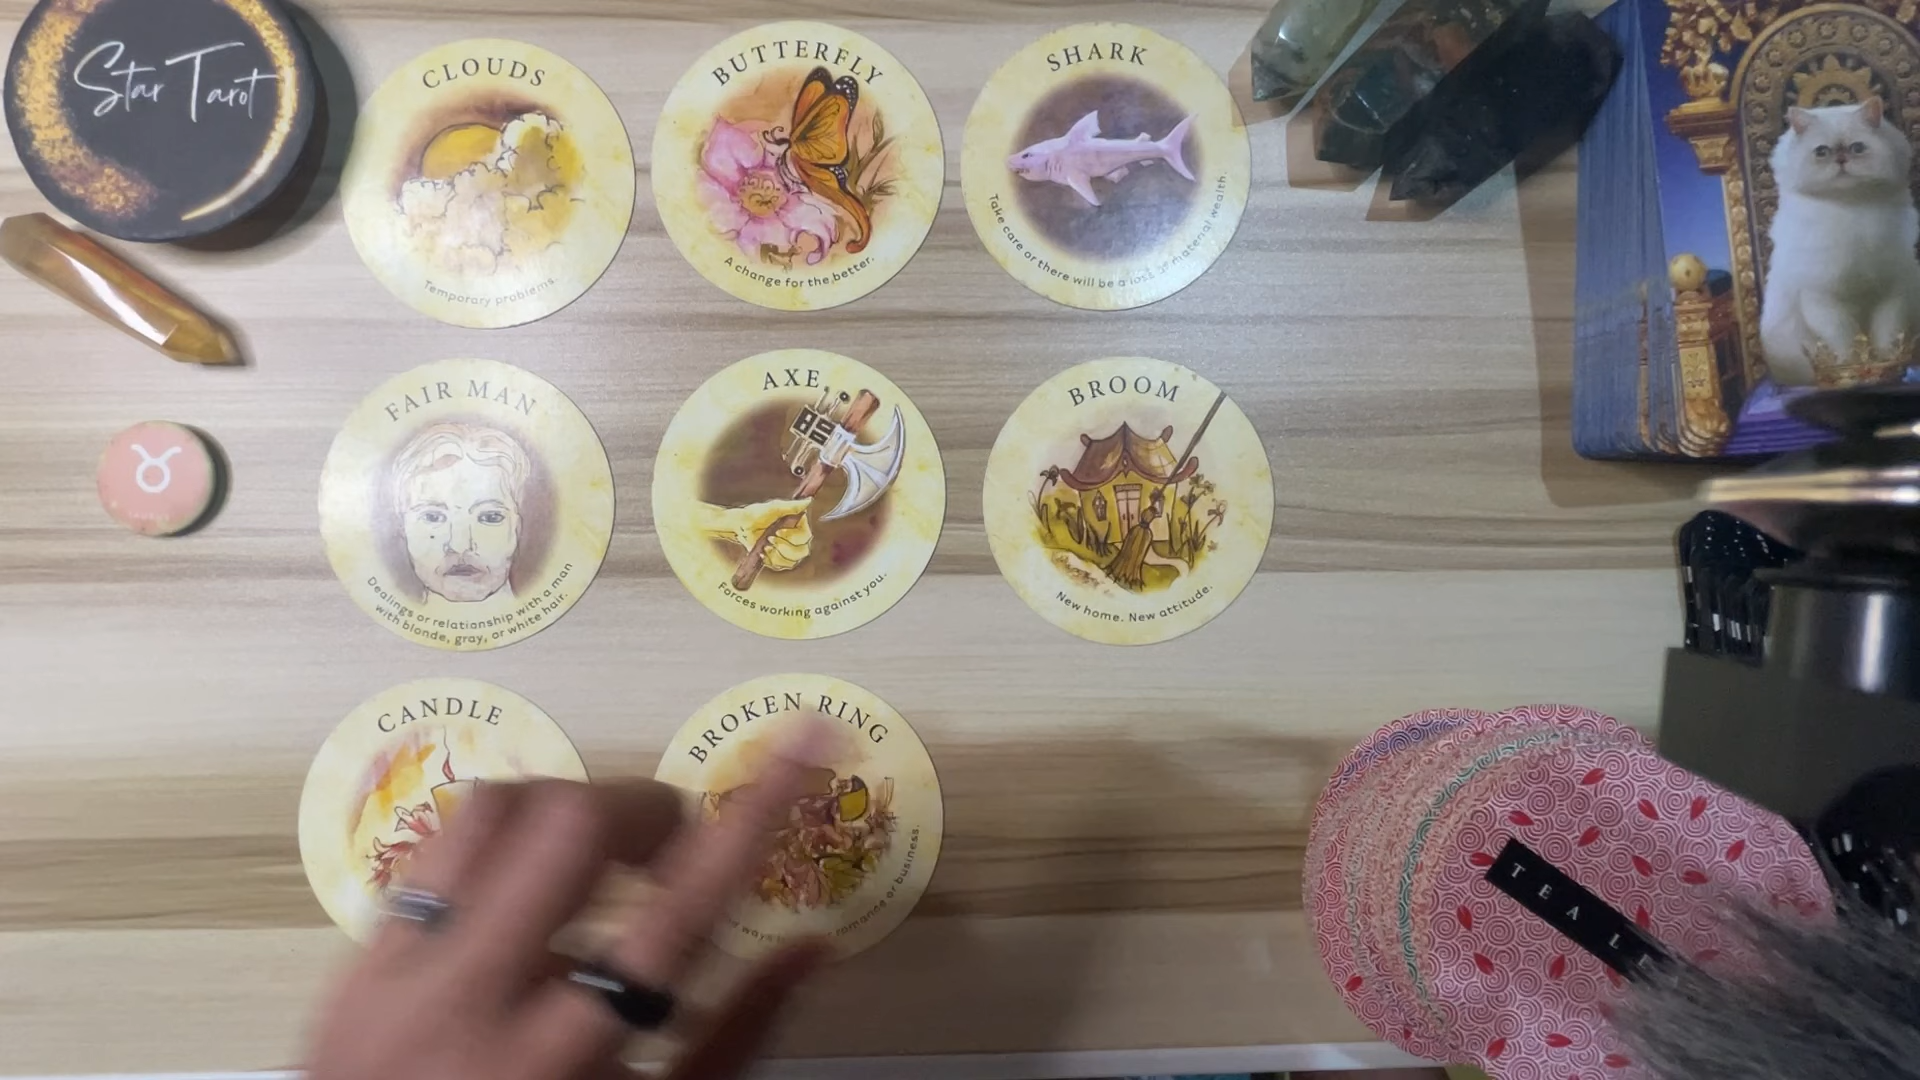 Star Tarot
CLOUDS
Temporary problems.
BUTTERFLY
A change for the better.
SHARK
Take care or there will be a loss of material wealth.
FAIR MAN
Dealings or relationship with a man
with blonde, gray, or white hair.
AXE
Forces working against you.
BROOM
New home. New attitude.
CANDLE
BROKEN RING
ways romance or business.
TEA